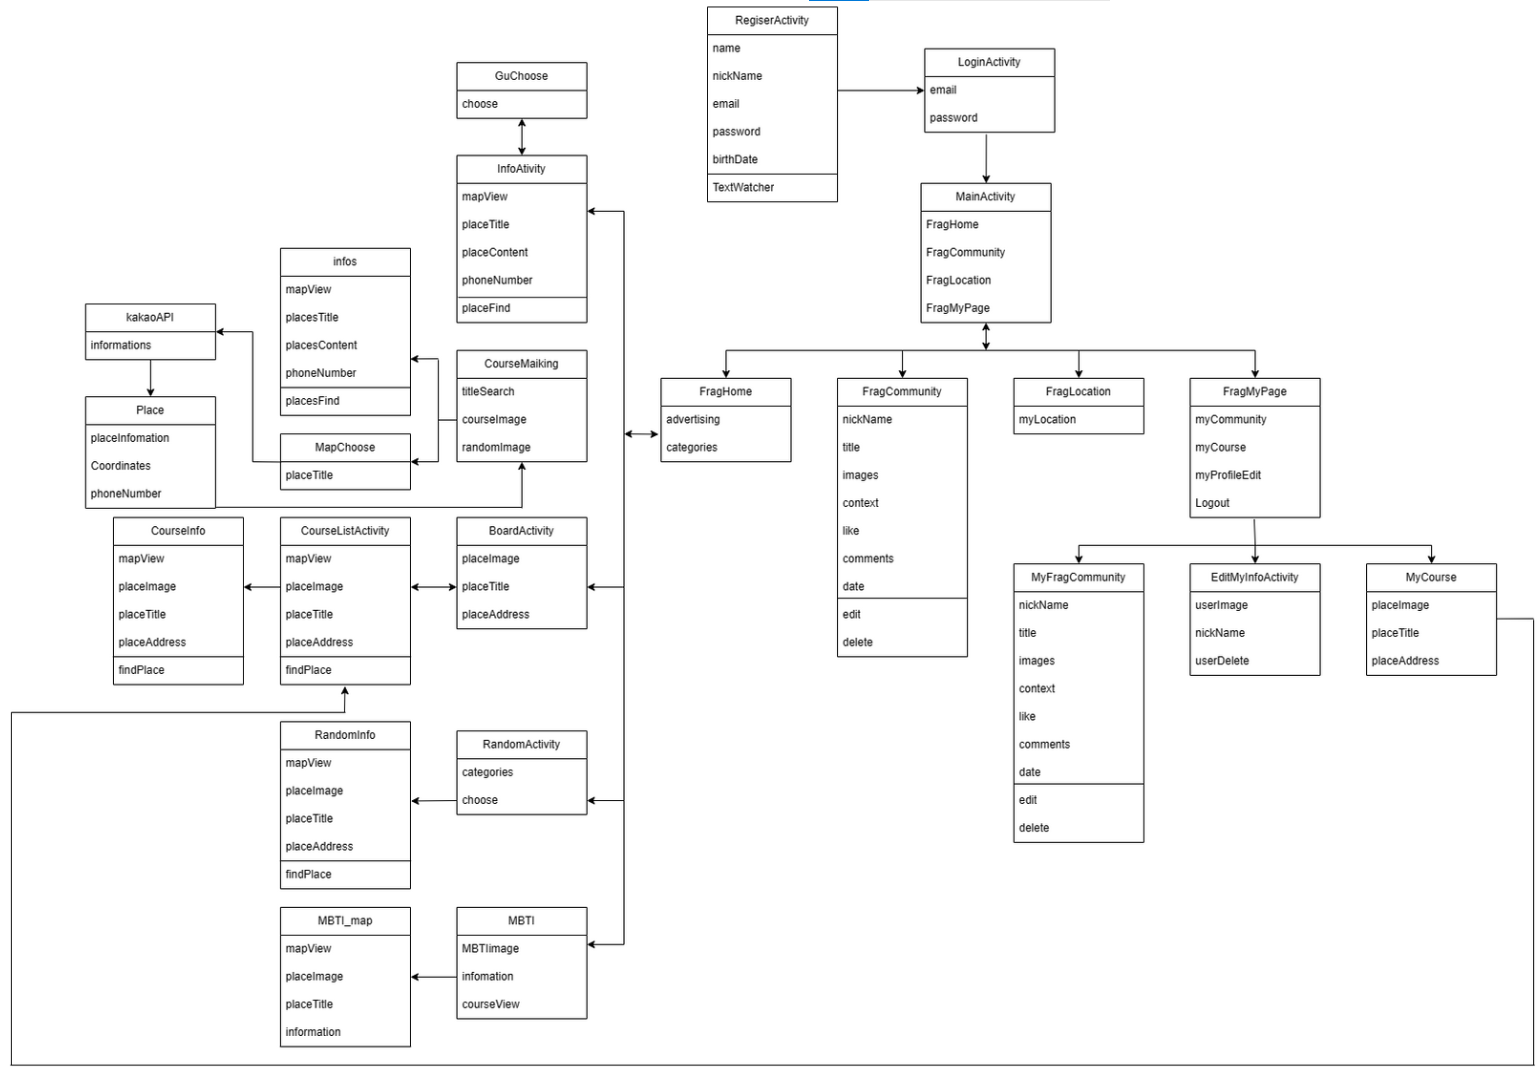 RegiserActivity
name
nickName
email
password
birthDate
TextWatcher
LoginActivity
email
password
GuChoose
choose
InfoAtivity
mapView
placeTitle
placeContent
phoneNumber
placeFind
MainActivity
FragHome
FragCommunity
FragLocation
FragMyPage
infos
mapView
placesTitle
placesContent
phoneNumber
placesFind
kakaoAPI
informations
CourseMaiking
titleSearch
courseImage
randomImage
Place
placeInfomation
Coordinates
phoneNumber
MapChoose
placeTitle
FragHome
advertising
categories
FragCommunity
nickName
title
images
context
like
comments
date
edit
delete
FragLocation
myLocation
FragMyPage
myCommunity
myCourse
myProfileEdit
Logout
CourseInfo
mapView
placeImage
placeTitle
placeAddress
findPlace
CourseListActivity
mapView
placeImage
placeTitle
placeAddress
findPlace
BoardActivity
placeImage
placeTitle
placeAddress
MyFragCommunity
nickName
title
images
context
like
comments
date
edit
delete
EditMyInfoActivity
userImage
nickName
userDelete
MyCourse
placeImage
placeTitle
placeAddress
RandomInfo
mapView
placeImage
placeTitle
placeAddress
findPlace
RandomActivity
categories
choose
MBTI_map
mapView
placeImage
placeTitle
information
MBTI
MBTIimage
infomation
courseView